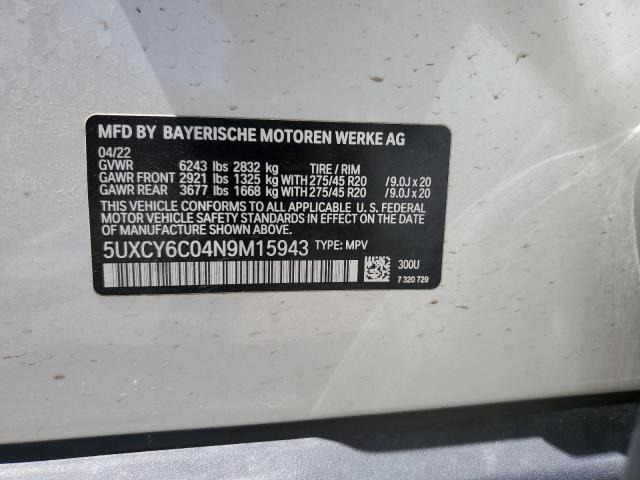 MFD BY BAYERISCHE MOTOREN WERKE AG
04/22
GVWR 6243 lbs 2832 kg TIRE / RIM
GAWR FRONT 2921 lbs 1325 kg WITH 275/45 R20 /9.0J x 20
GAWR REAR 3677 lbs 1668 kg WITH 275/45 R20 /9.0J x 20
THIS VEHICLE CONFORMS TO ALL APPLICABLE U. S. FEDERAL
MOTOR VEHICLE SAFETY STANDARDS IN EFFECT ON THE DATE
OF MANUFACTURE SHOWN ABOVE.
5UXCY6C04N9M15943 TYPE: MPV
300U
7 320 729